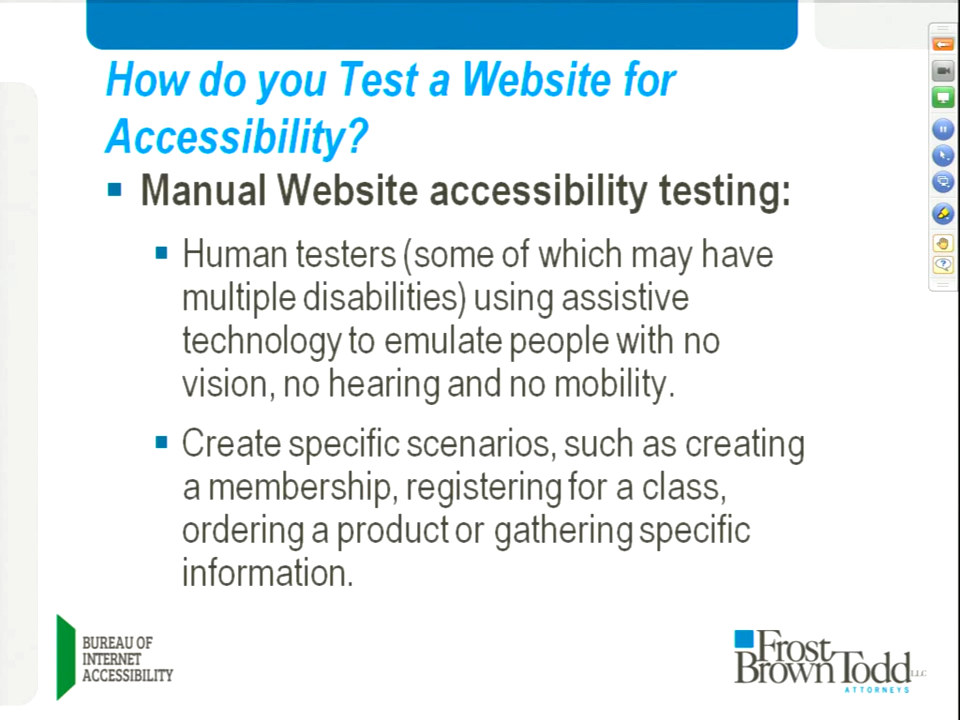 How do you Test a Website for
Accessibility?
Manual Website accessibility testing:
Human testers (some of which may have
multiple disabilities) using assistive
technology to emulate people with no
vision, no hearing and no mobility.
Create specific scenarios, such as creating
a membership, registering for a class,
ordering a product or gathering specific
information.
BUREAU OF
INTERNET
ACCESSIBILITY
Frost
Brown Todd LLC
ATTORNEYS